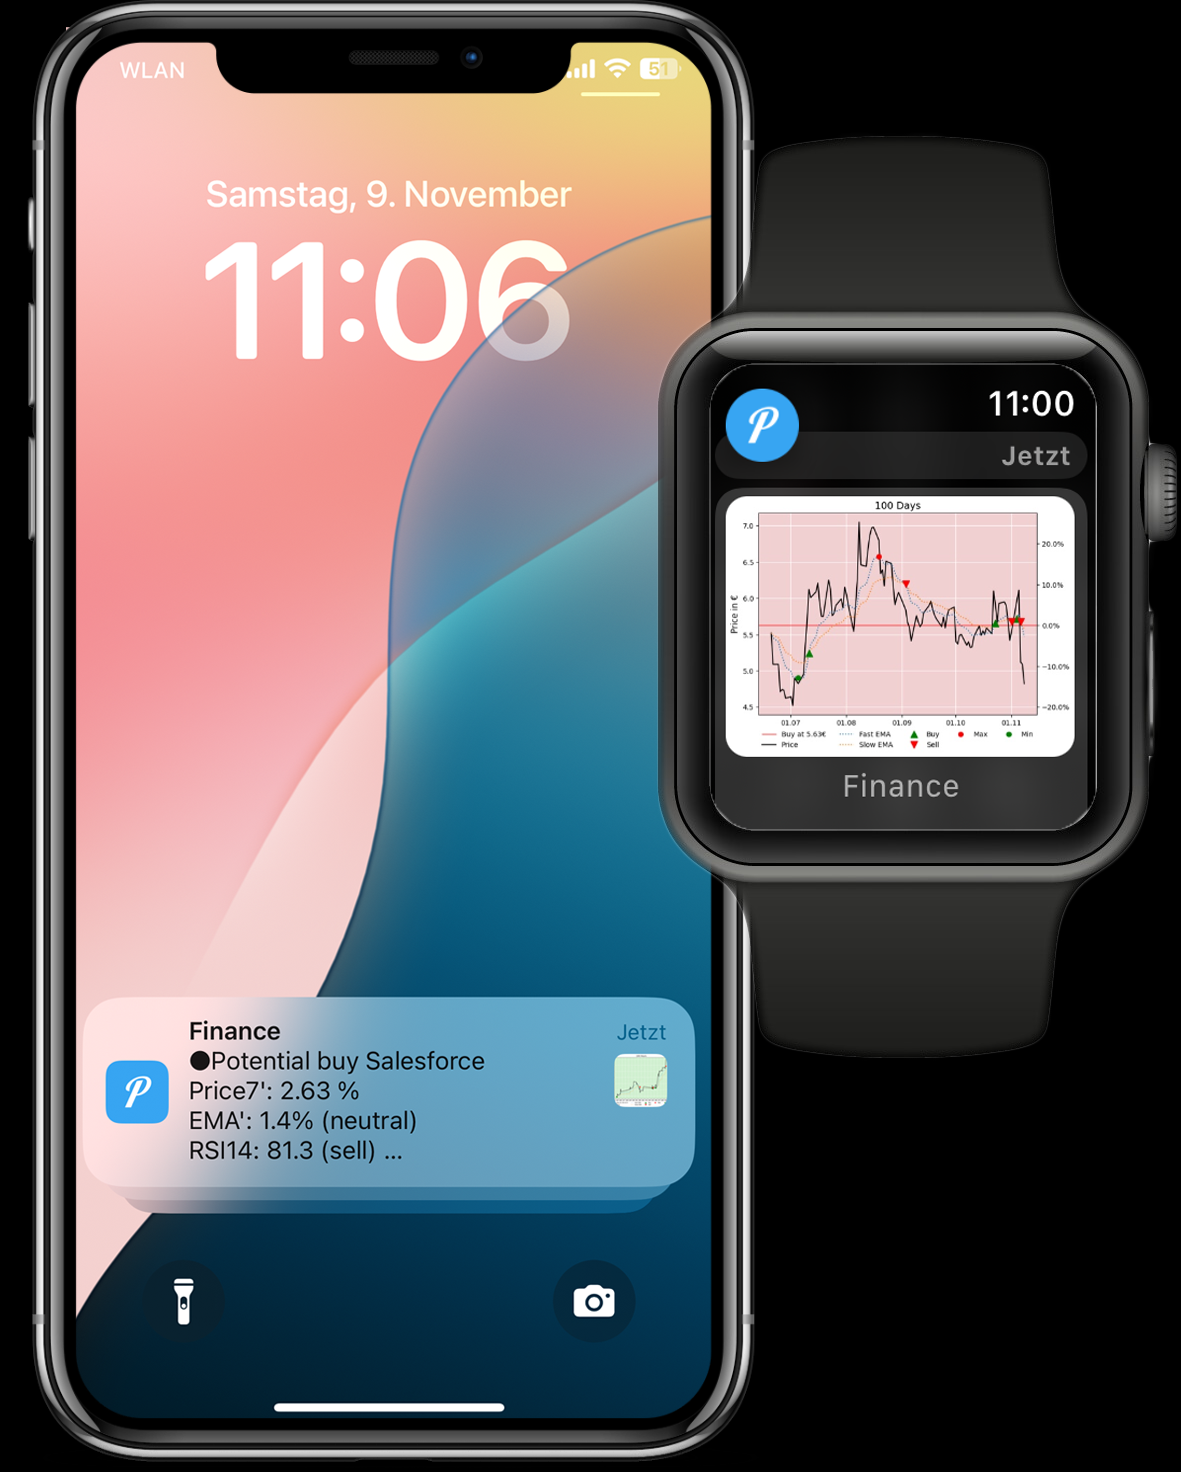 WLAN
51
Samstag, 9. November
11:06
11:00
Jetzt
100 Days
7.0
6.5
6.0
5.5
5.0
4.5
Price in €
20.0%
10.0%
0.0%
−10.0%
−20.0%
01.07 01.08 01.09 01.10 01.11
Buy at 5.63€ Fast EMA Buy Max Min
Price Slow EMA Sell
Finance
Finance Jetzt
●Potential buy Salesforce
Price7': 2.63 %
EMA': 1.4% (neutral)
RSI14: 81.3 (sell) ...